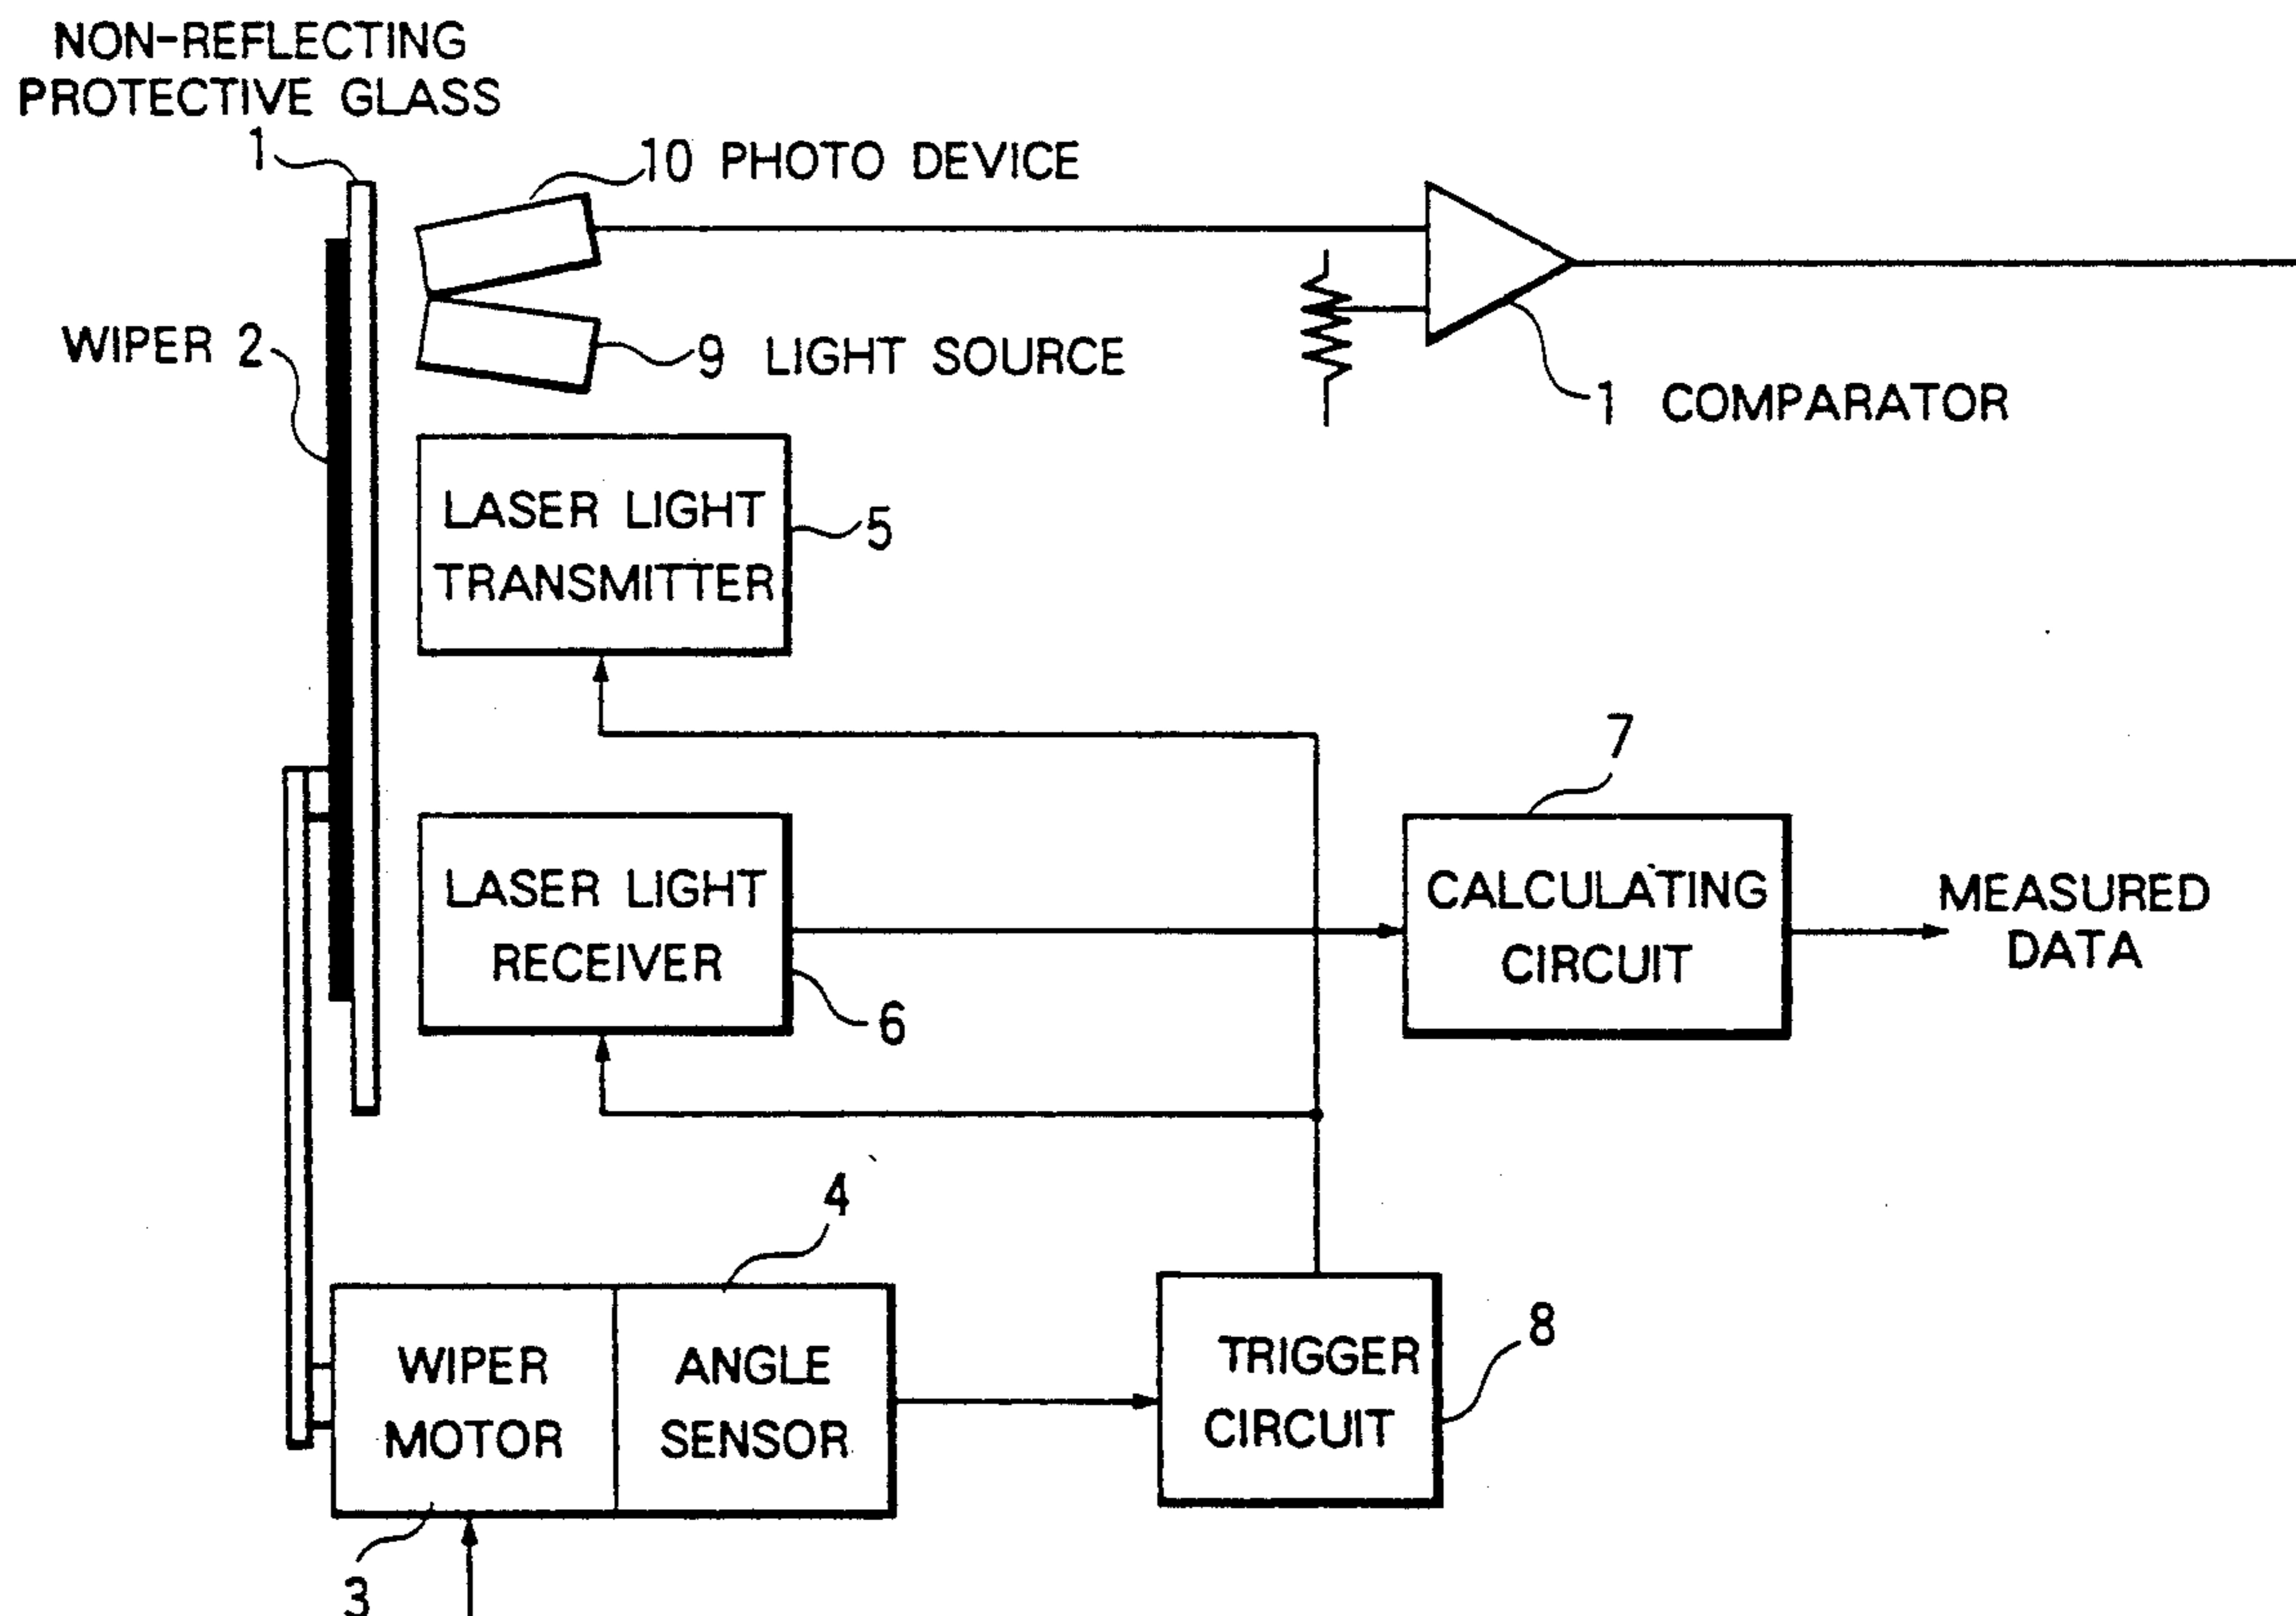 NON-REFLECTING
PROTECTIVE GLASS
1
10 PHOTO DEVICE
WIPER 2
9 LIGHT SOURCE
1 COMPARATOR
LASER LIGHT
TRANSMITTER
5
7
LASER LIGHT
RECEIVER
6
CALCULATING
CIRCUIT
MEASURED
DATA
4
WIPER
MOTOR
ANGLE
SENSOR
TRIGGER
CIRCUIT
8
3